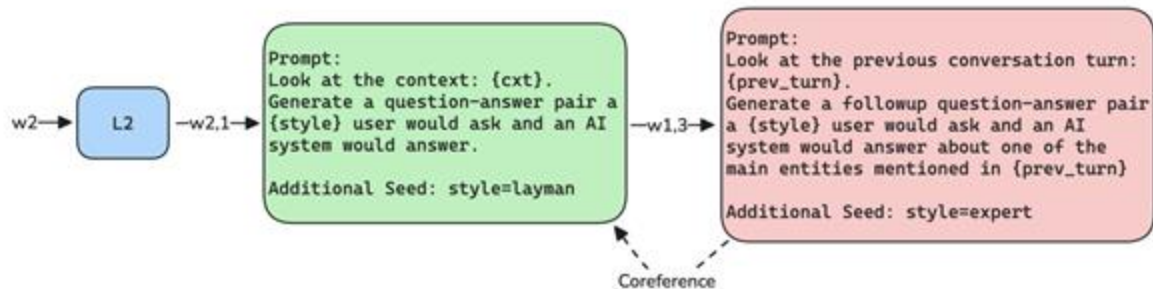 w2
L2
w2,1
Prompt:
Look at the context: {cxt}.
Generate a question-answer pair a
{style} user would ask and an AI
system would answer.
Additional Seed: style=layman
w1,3
Prompt:
Look at the previous conversation turn:
{prev_turn}.
Generate a followup question-answer pair
a {style} user would ask and an AI
system would answer about one of the
main entities mentioned in {prev_turn}
Additional Seed: style=expert
Coreference